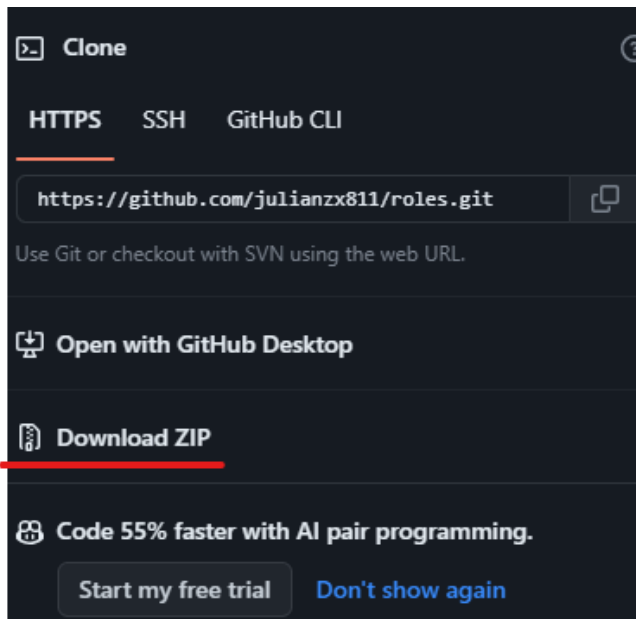 Clone
HTTPS SSH GitHub CLI
https://github.com/julianzx811/roles.git
Use Git or checkout with SVN using the web URL.
Open with GitHub Desktop
Download ZIP
Code 55% faster with AI pair programming.
Start my free trial Don't show again